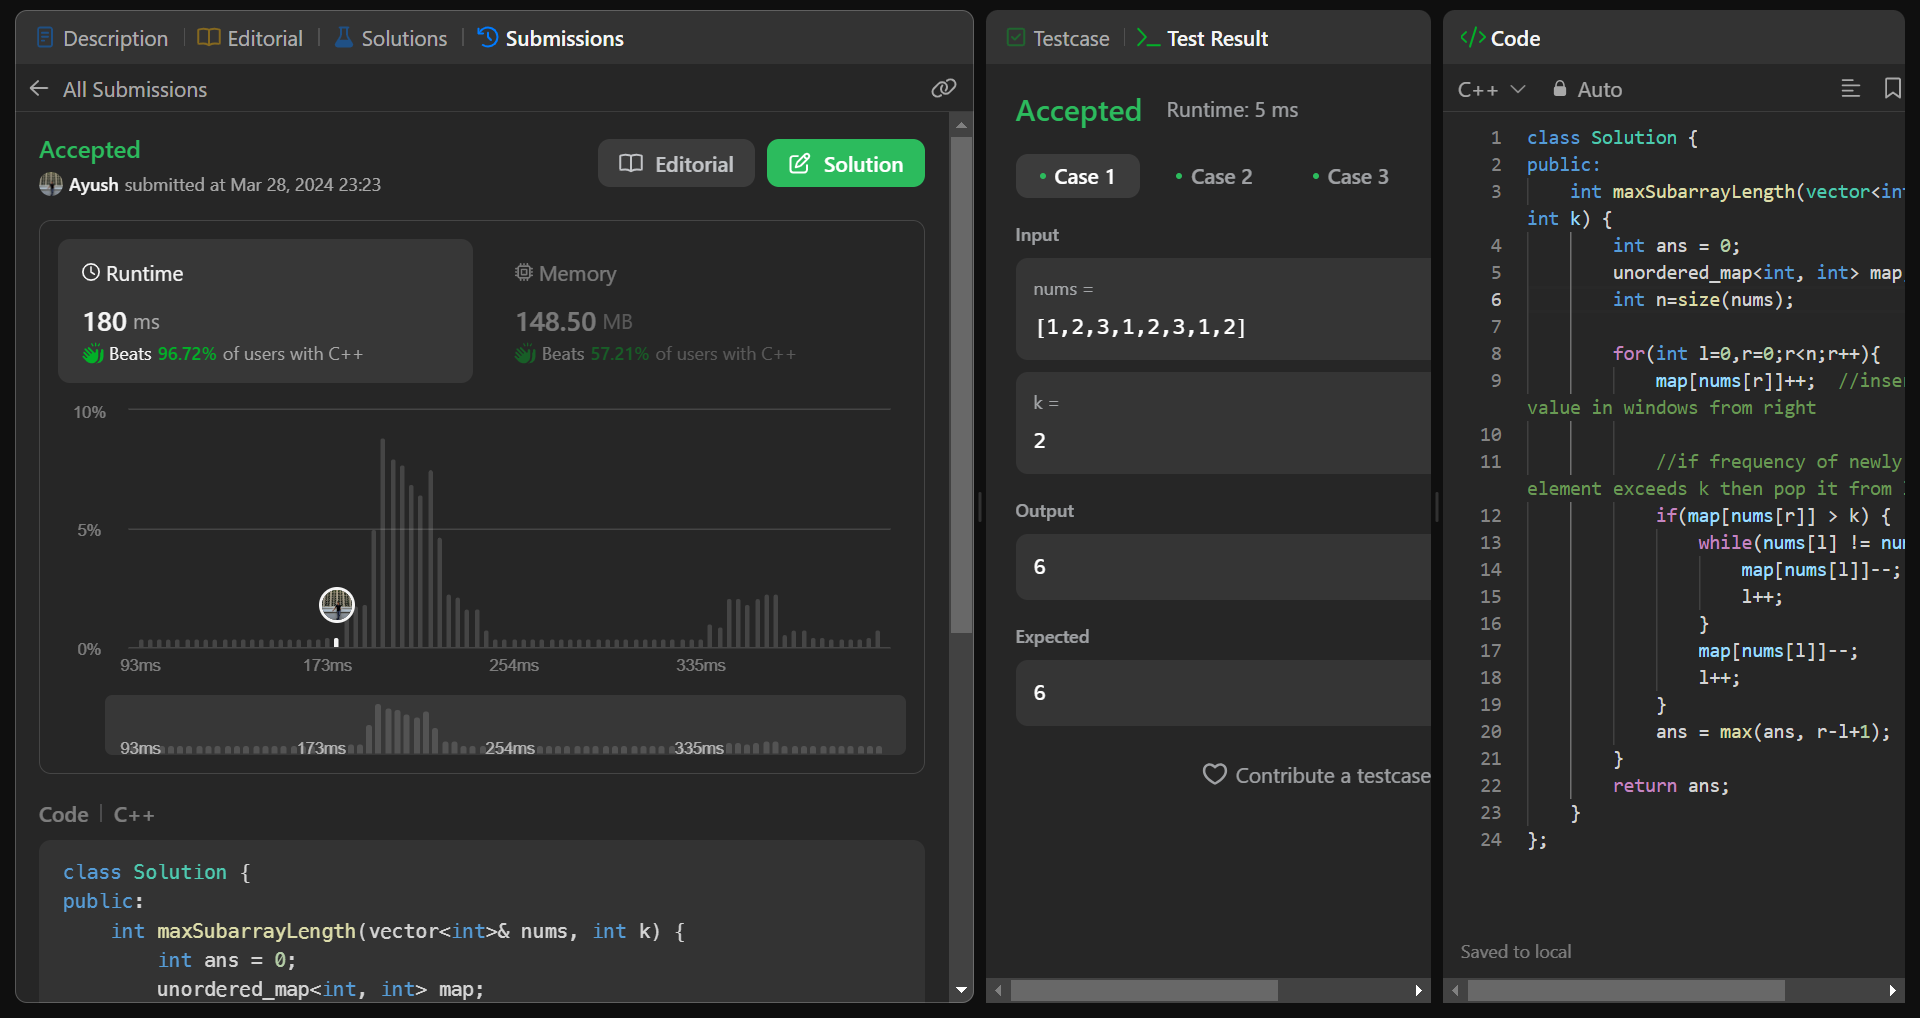 Description | Editorial | Solutions | Submissions
All Submissions
Accepted
Ayush submitted at Mar 28, 2024 23:23
Editorial
Solution
Runtime
180 ms
Beats 96.72% of users with C++
Memory
148.50 MB
Beats 57.21% of users with C++
10%
5%
0%
93ms 173ms 254ms 335ms
93ms 173ms 254ms 335ms
Code | C++
class Solution {
public:
    int maxSubarrayLength(vector<int>& nums, int k) {
        int ans = 0;
        unordered_map<int, int> map;
Testcase | Test Result
Accepted Runtime: 5 ms
Case 1 Case 2 Case 3
Input
nums =
[1,2,3,1,2,3,1,2]
k =
2
Output
6
Expected
6
Contribute a testcase
Code
C++ Auto
1 class Solution {
2 public:
3     int maxSubarrayLength(vector<in
int k) {
4         int ans = 0;
5         unordered_map<int, int> map
6         int n=size(nums);
7
8         for(int l=0,r=0;r<n;r++){
9             map[nums[r]]++;  //inse
value in windows from right
10
11             //if frequency of newly
element exceeds k then pop it from
12             if(map[nums[r]] > k) {
13                 while(nums[l] != nu
14                     map[nums[l]]--;
15                     l++;
16                 }
17                 map[nums[l]]--;
18                 l++;
19             }
20             ans = max(ans, r-l+1);
21         }
22         return ans;
23     }
24 };
Saved to local